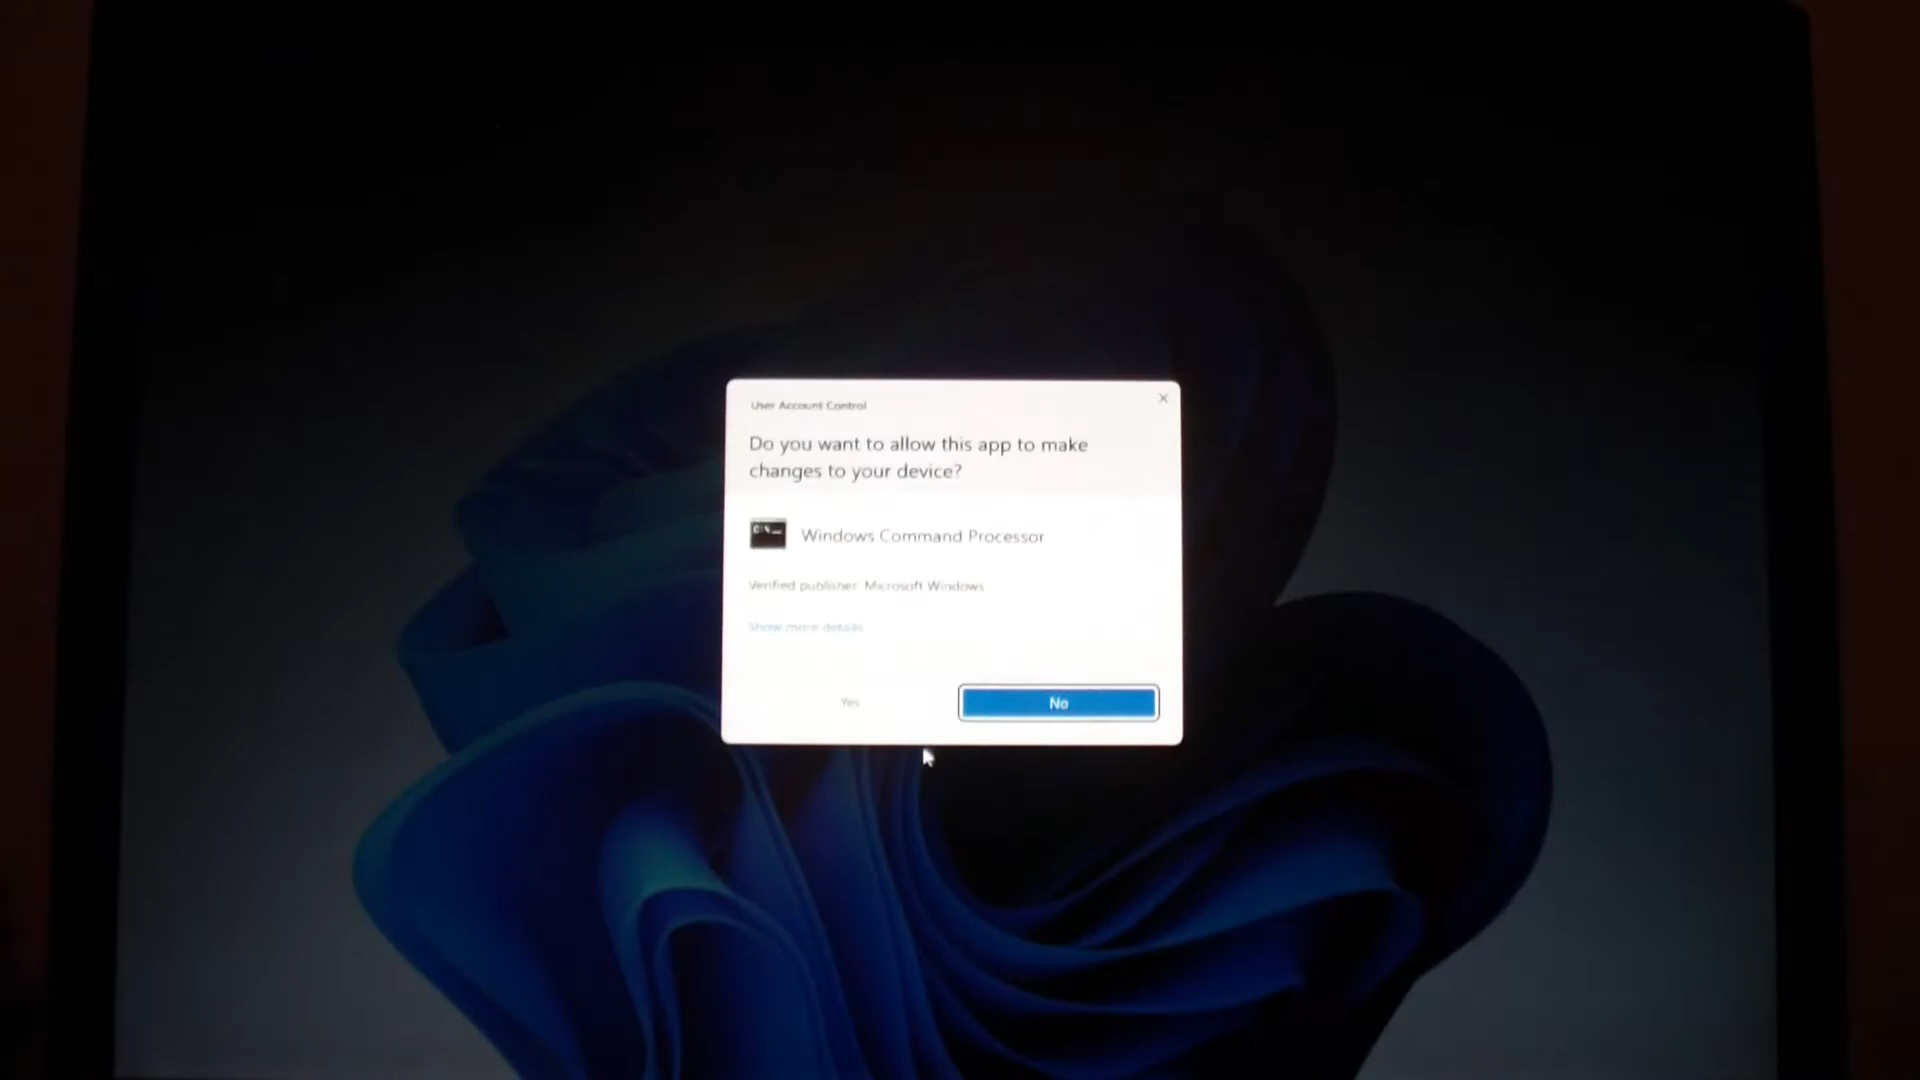 User Account Control
Do you want to allow this app to make
changes to your device?
C:\
Windows Command Processor
Verified publisher: Microsoft Windows
Show more details
Yes
No